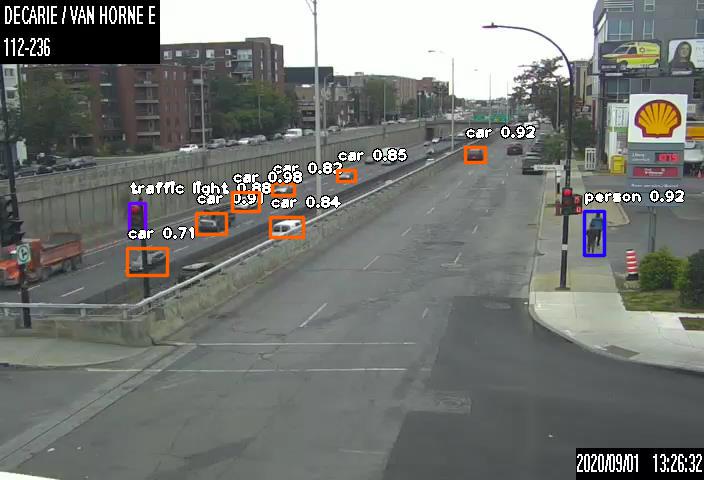 DECARIE / VAN HORNE E
112-236
car 0.92
car 0.85
car 0.82
car 0.98
traffic light 0.88
car 0.9
person 0.92
car 0.84
car 0.71
Shell
2020/09/01 13:26:32